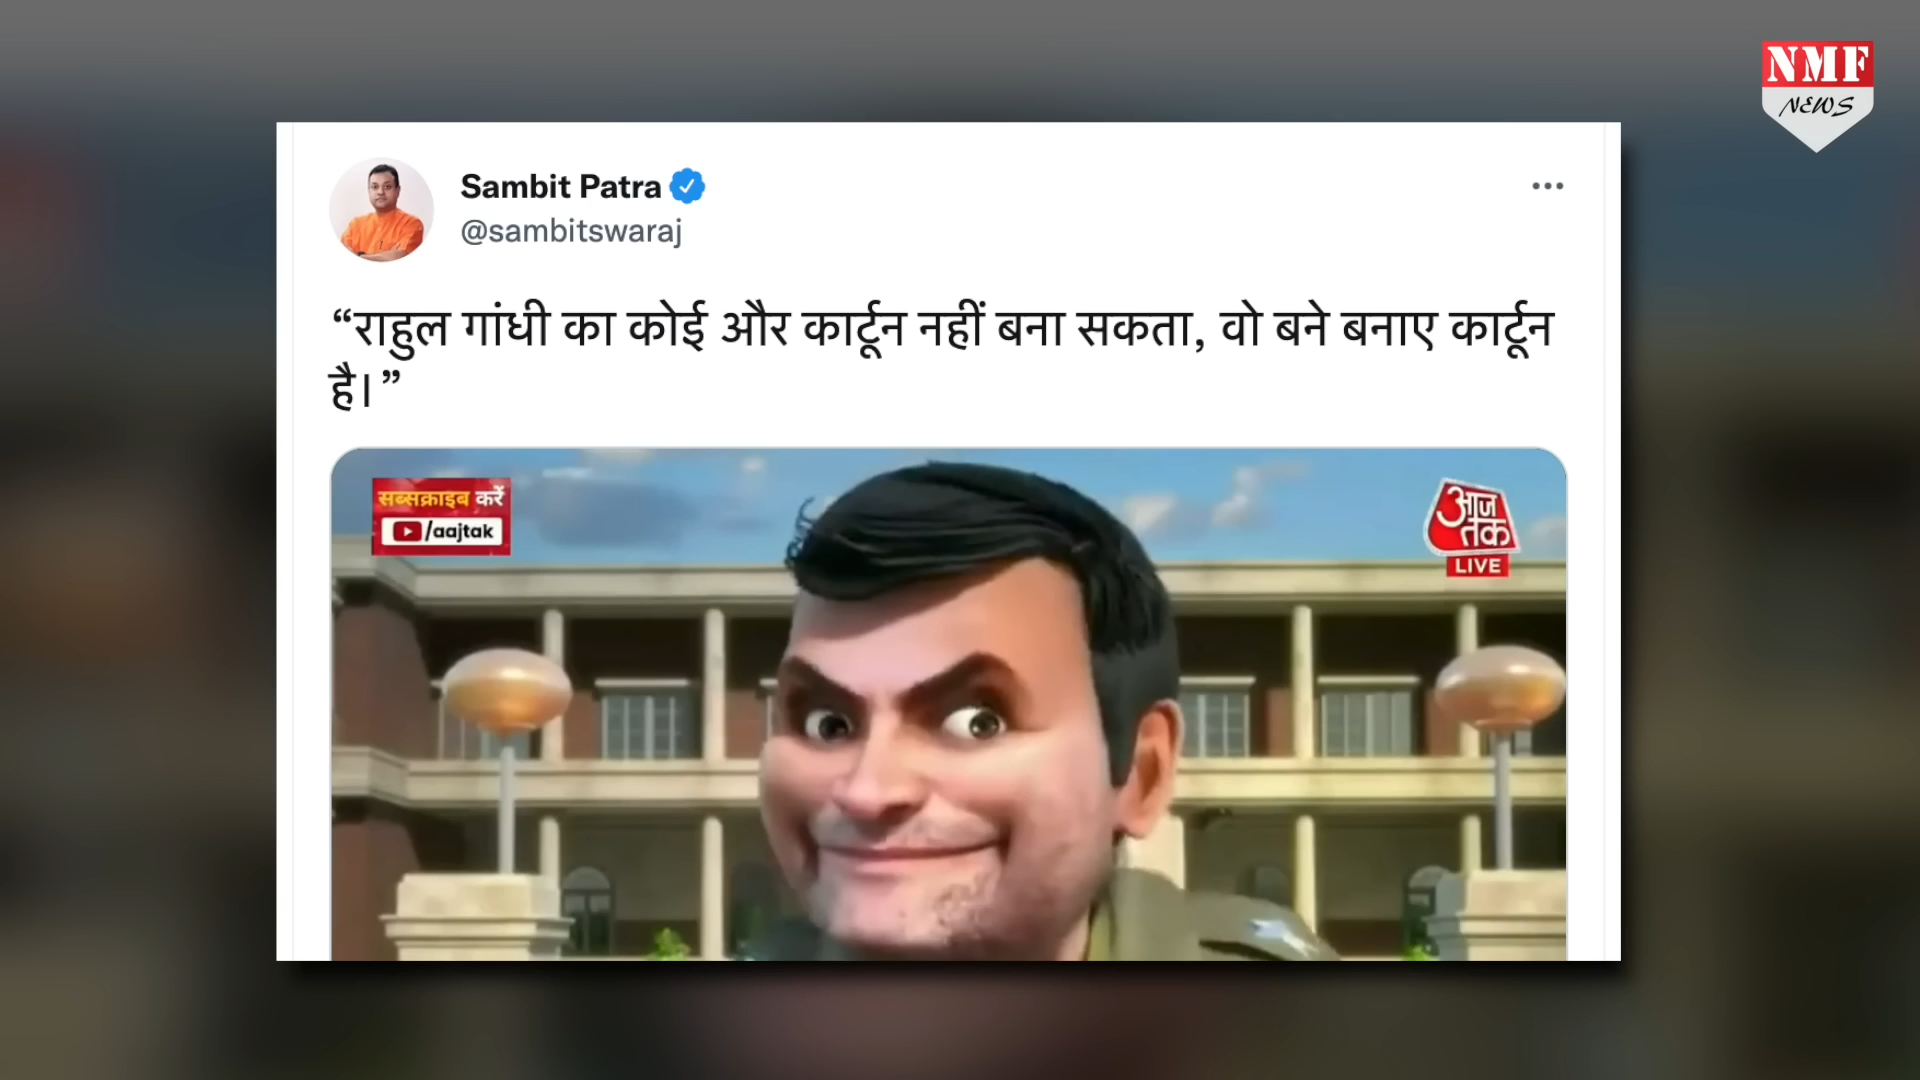 NMF
NEWS
Sambit Patra
@sambitswaraj
“राहुल गांधी का कोई और कार्टून नहीं बना सकता, वो बने बनाए कार्टून
है।”
सब्सक्राइब करें
/aajtak
आज
तक
LIVE